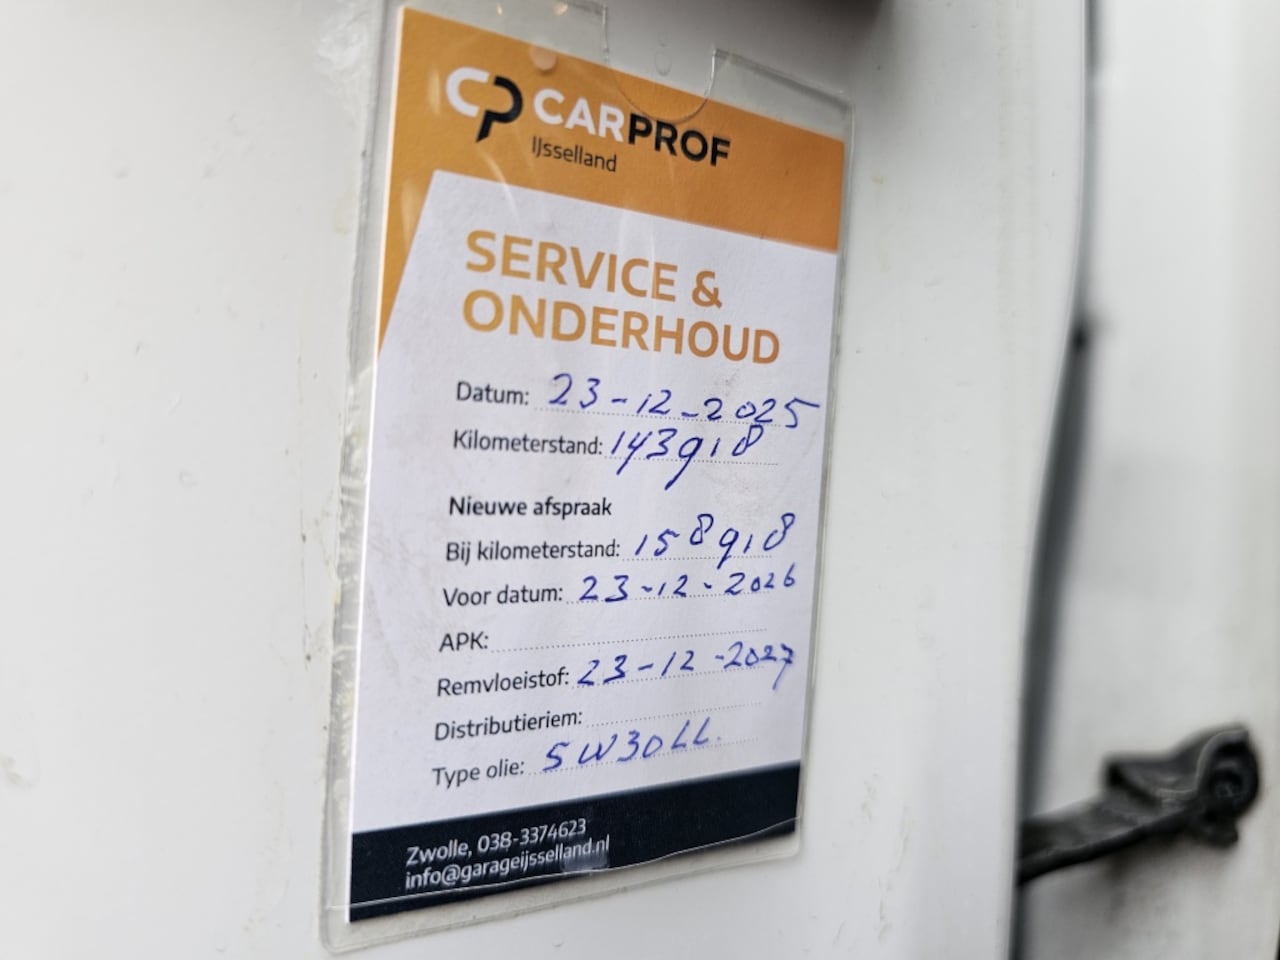 CP CARPROF
IJsselland
SERVICE &
ONDERHOUD
Datum: 23-12-2025
Kilometerstand: 143918
Nieuwe afspraak
Bij kilometerstand: 158918
Voor datum: 23-12-2026
APK:
Remvloeistof: 23-12-2027
Distributieriem:
Type olie: 5W30LL.
Zwolle, 038-3374623
info@garageijsselland.nl